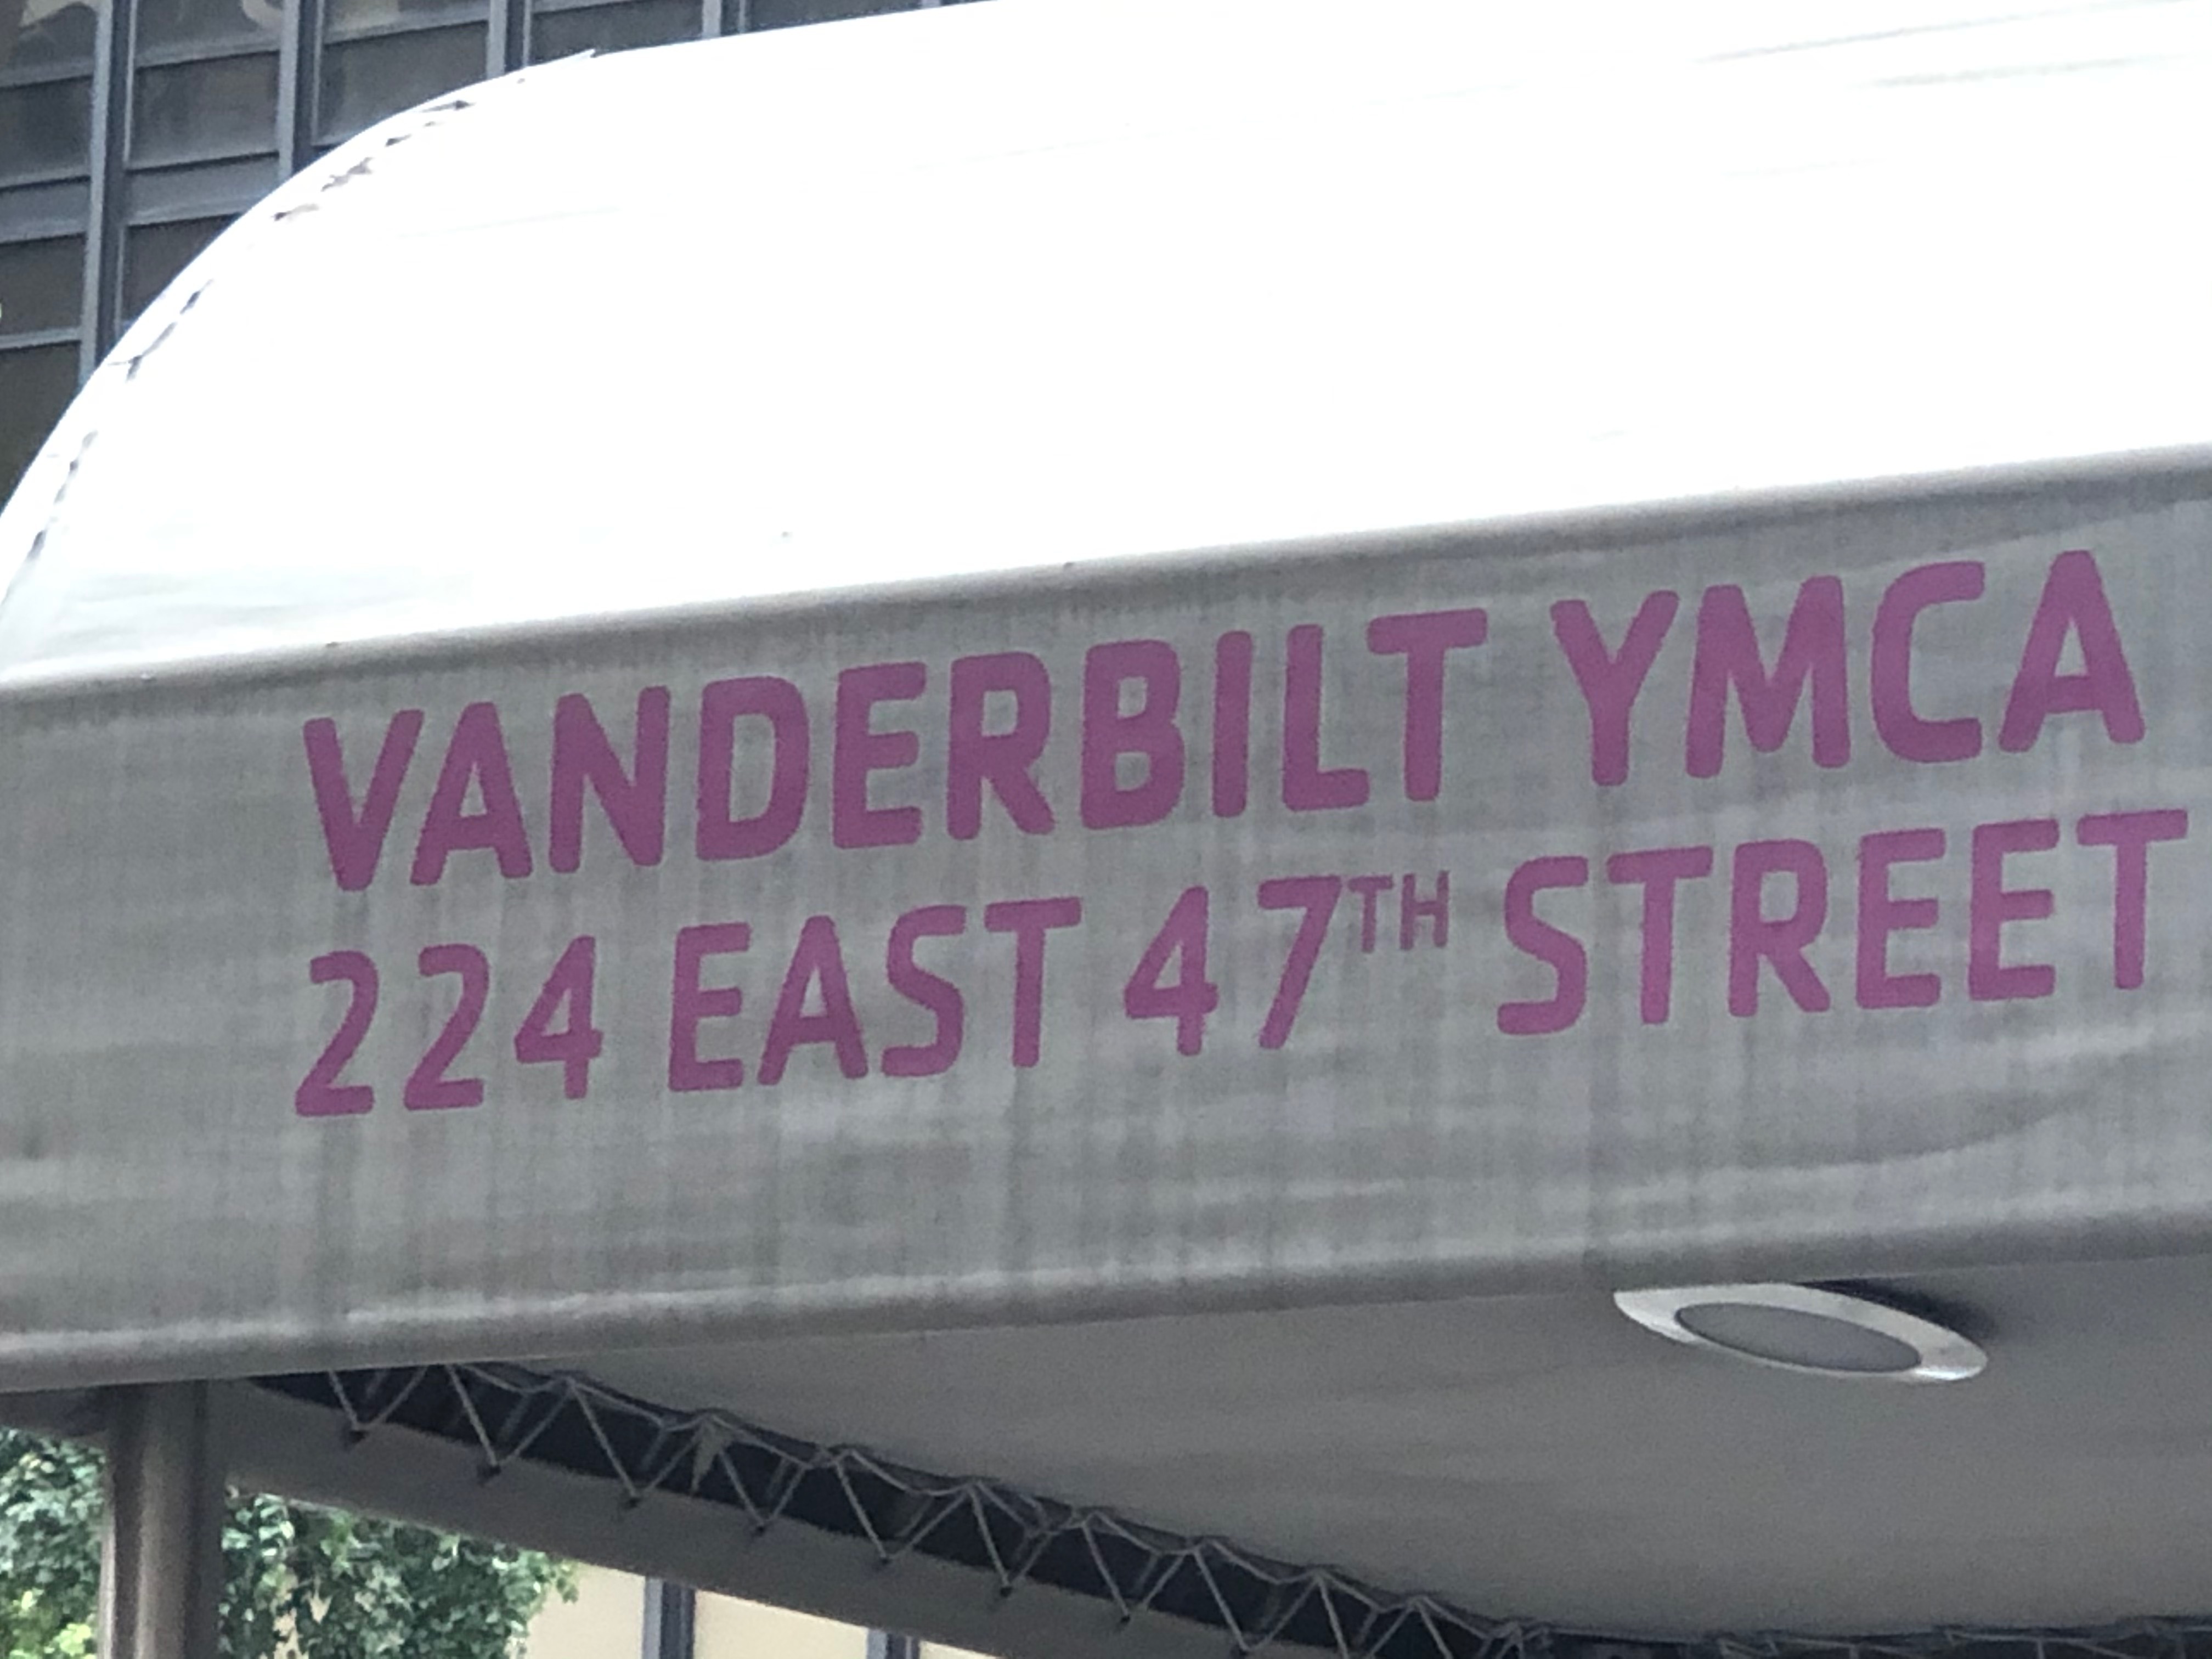 VANDERBILT YMCA
224 EAST 47TH STREET